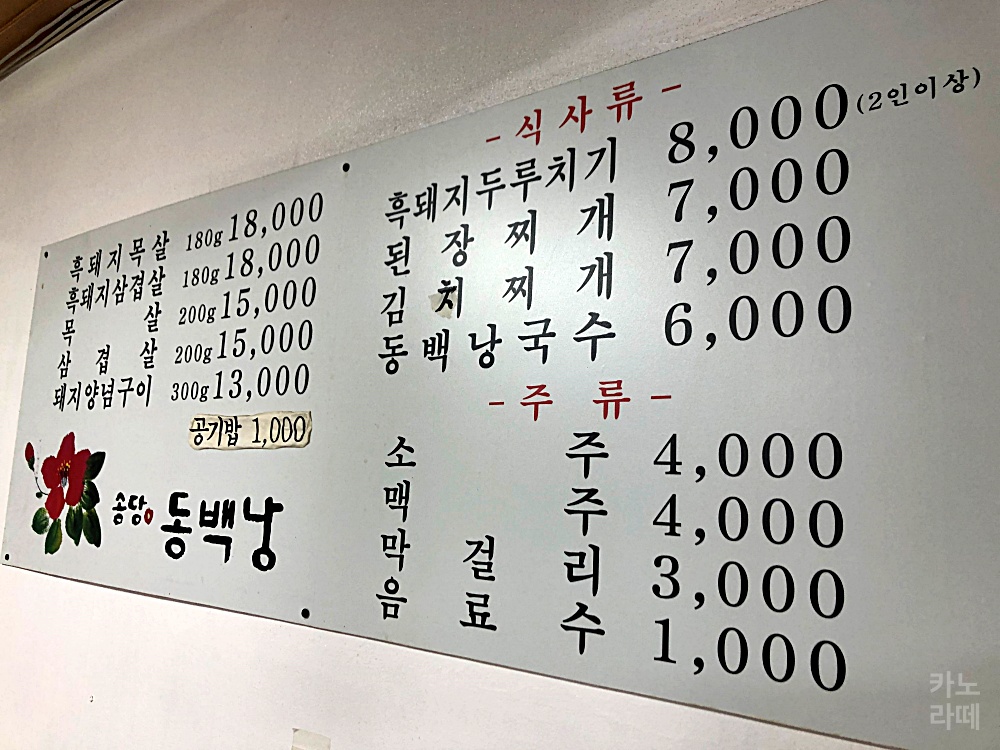 흑돼지목살 180g 18,000
흑돼지삼겹살 180g 18,000
목 살 200g 15,000
삼 겹 살 200g 15,000
돼지양념구이 300g 13,000
공기밥 1,000
송당 동백낭
- 식 사 류 -
흑돼지두루치기 8,000 (2인이상)
된 장 찌 개 7,000
김 치 찌 개 7,000
동 백 낭 국 수 6,000
- 주 류 -
소 주 4,000
맥 주 4,000
막 걸 리 3,000
음 료 수 1,000
카노
라떼